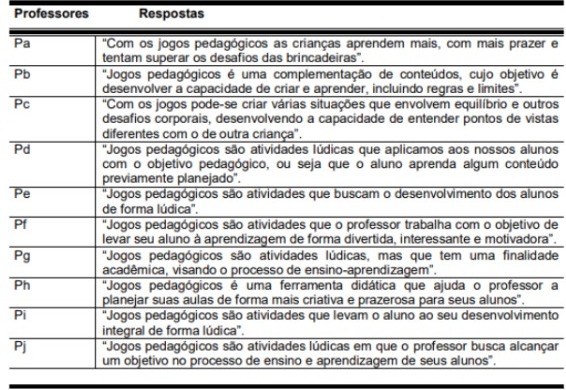 Professores Respostas
Pa “Com os jogos pedagógicos as crianças aprendem mais, com mais prazer e
tentam superar os desafios das brincadeiras”.
Pb “Jogos pedagógicos é uma complementação de conteúdos, cujo objetivo é
desenvolver a capacidade de criar e aprender, incluindo regras e limites”.
Pc “Com os jogos pode-se criar várias situações que envolvem equilíbrio e outros
desafios corporais, desenvolvendo a capacidade de entender pontos de vistas
diferentes com o de outra criança”.
Pd “Jogos pedagógicos são atividades lúdicas que aplicamos aos nossos alunos
com o objetivo pedagógico, ou seja que o aluno aprenda algum conteúdo
previamente planejado”.
Pe “Jogos pedagógicos são atividades que buscam o desenvolvimento dos alunos
de forma lúdica”.
Pf “Jogos pedagógicos são atividades que o professor trabalha com o objetivo de
levar seu aluno à aprendizagem de forma divertida, interessante e motivadora”.
Pg “Jogos pedagógicos são atividades lúdicas, mas que tem uma finalidade
acadêmica, visando o processo de ensino-aprendizagem”.
Ph “Jogos pedagógicos é uma ferramenta didática que ajuda o professor a
planejar suas aulas de forma mais criativa e prazerosa para seus alunos”.
Pi “Jogos pedagógicos são atividades que levam o aluno ao seu desenvolvimento
integral de forma lúdica”.
Pj “Jogos pedagógicos são atividades lúdicas em que o professor busca alcançar
um objetivo no processo de ensino e aprendizagem de seus alunos”.